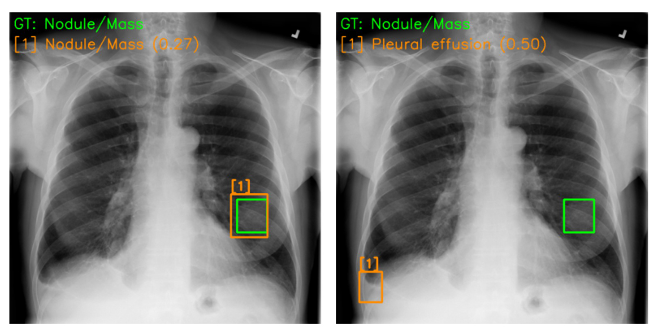 GT: Nodule/Mass
[1] Nodule/Mass (0.27)
[1]
GT: Nodule/Mass
[1] Pleural effusion (0.50)
[1]